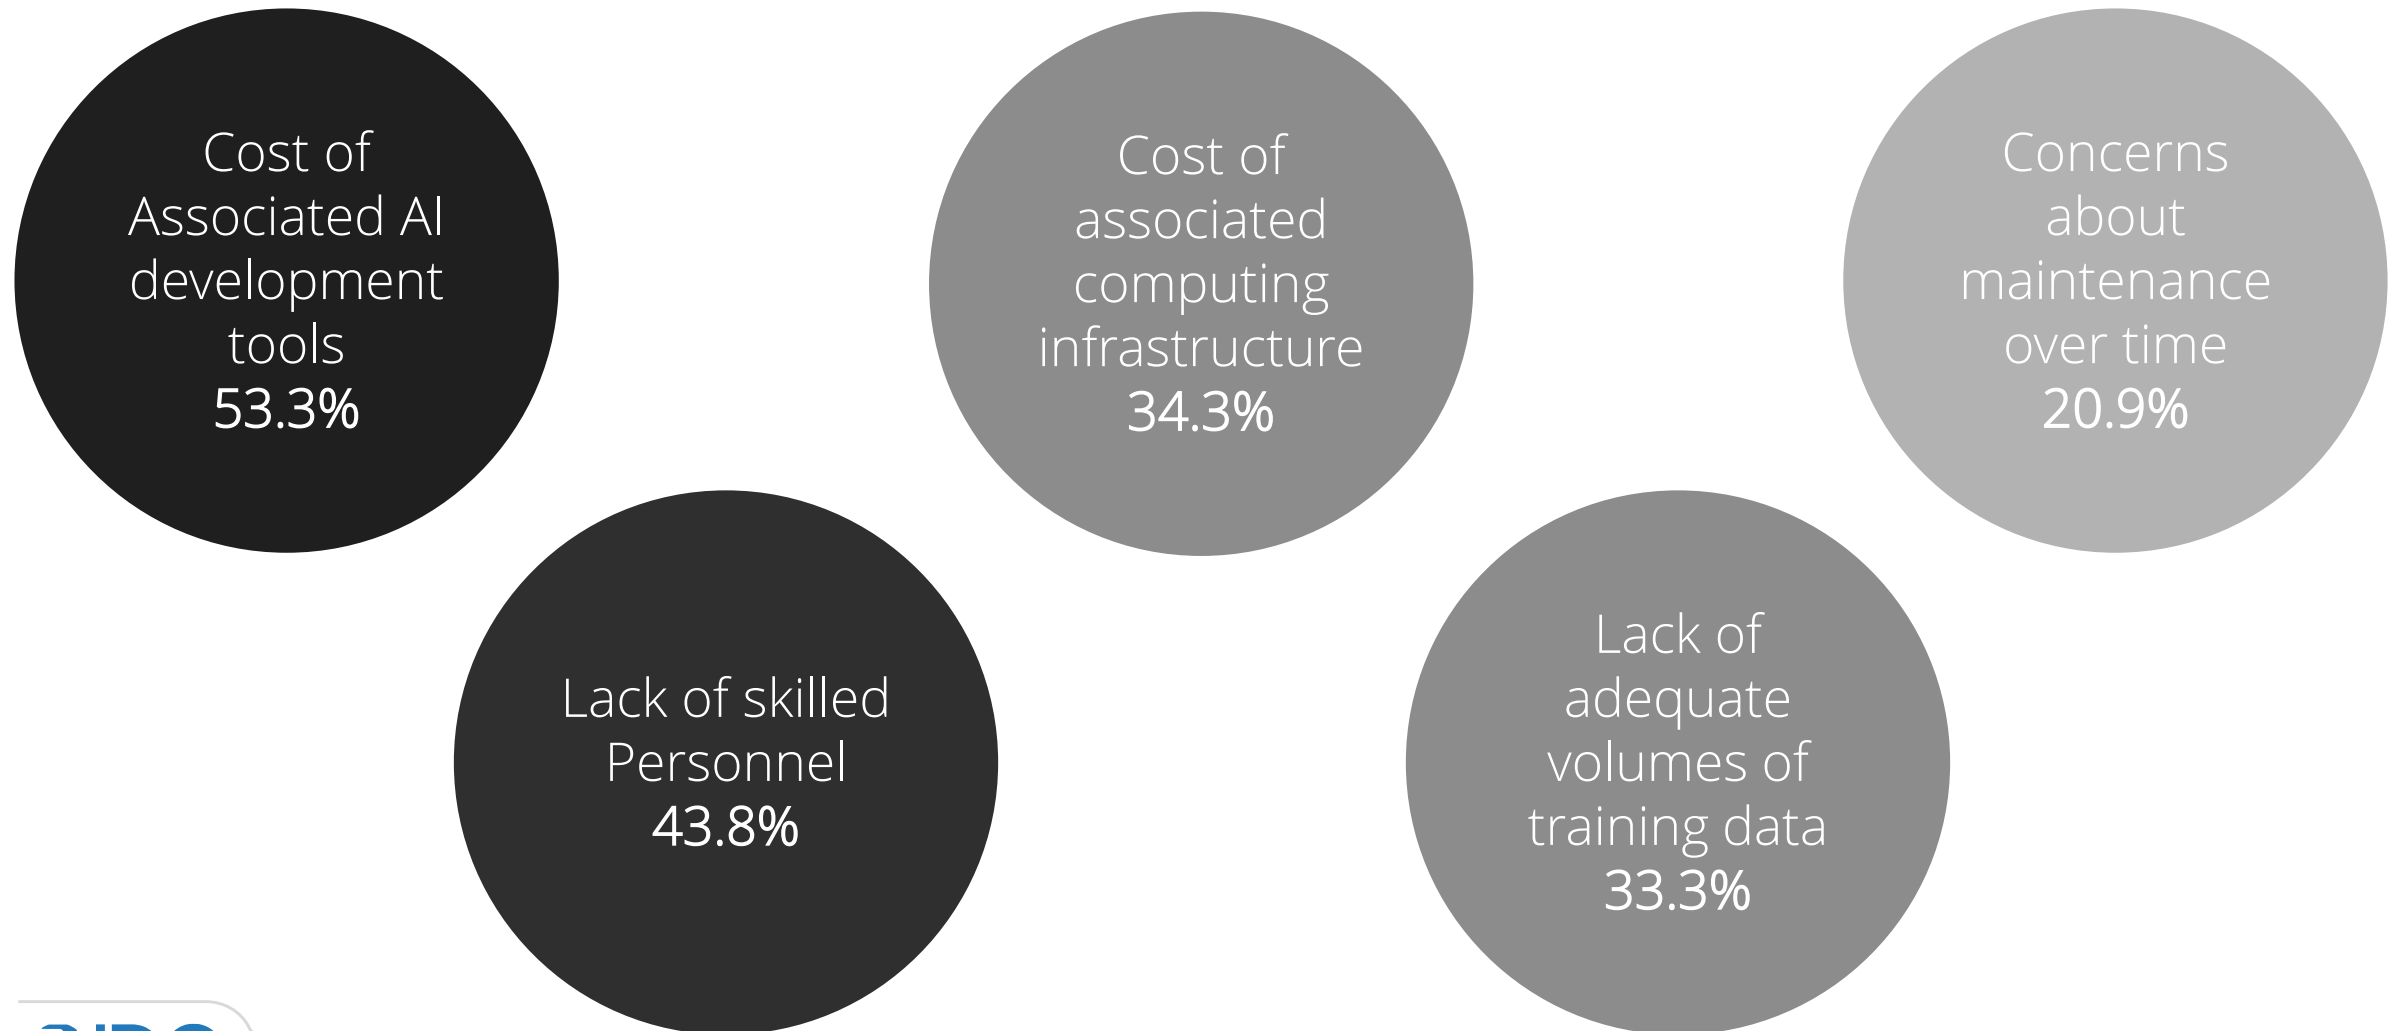 Cost of
Associated AI
development
tools
53.3%
Lack of skilled
Personnel
43.8%
Cost of
associated
computing
infrastructure
34.3%
Lack of
adequate
volumes of
training data
33.3%
Concerns
about
maintenance
over time
20.9%